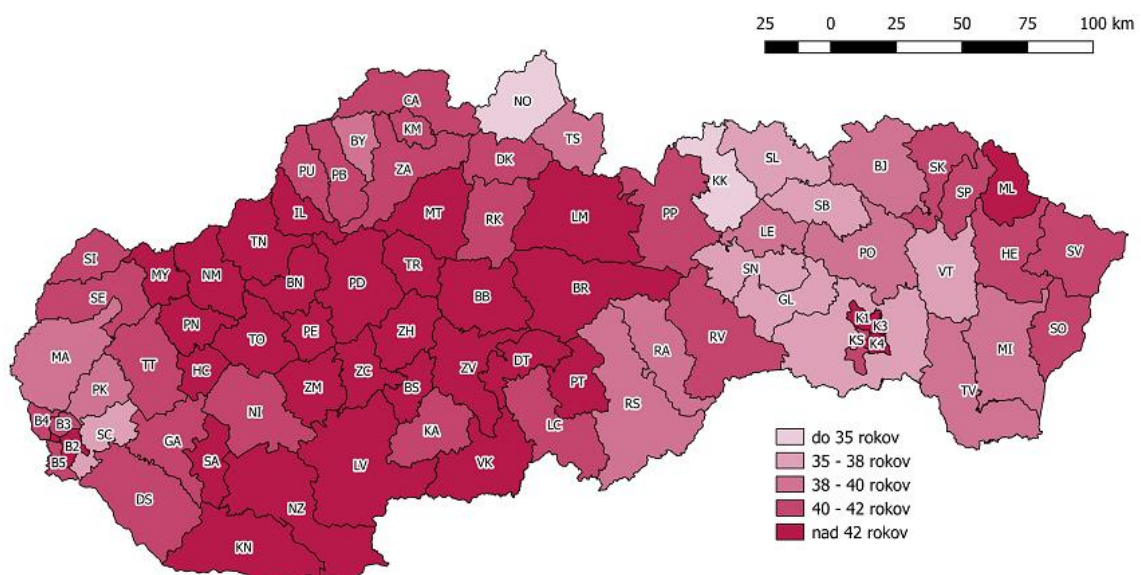 25 0 25 50 75 100 km
NO
CA
KM
TS
BY
DK
PU
PB
ZA
SL
BJ
SK
KK
SP
ML
IL
MT
RK
LM
PP
SB
LE
TN
SI
MY
NM
BN
PD
TR
BB
BR
SN
PO
VT
HE
SV
SE
GL
PN
TO
PE
ZH
K1
K3
KS
K4
SO
MA
TT
HC
ZM
ZC
BS
ZV
DT
PT
RA
RV
MI
PK
NI
TV
RS
B4
B3
B2
B5
SC
GA
SA
LV
KA
VK
LC
DS
NZ
KN
do 35 rokov
35 - 38 rokov
38 - 40 rokov
40 - 42 rokov
nad 42 rokov